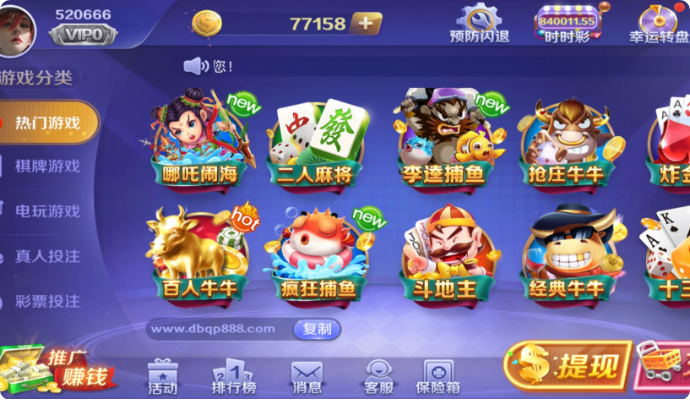 520666
VIP0
77158
预防闪退
840011.55
时时彩
幸运转盘
您!
游戏分类
热门游戏
棋牌游戏
电玩游戏
真人投注
彩票投注
new
哪吒闹海
中
發
二人麻将
new
李逵捕鱼
抢庄牛牛
炸金
hot
百人牛牛
new
疯狂捕鱼
斗地主
经典牛牛
十三
www.dbqp888.com
复制
推广
赚钱
活动
排行榜
消息
客服
保险箱
提现